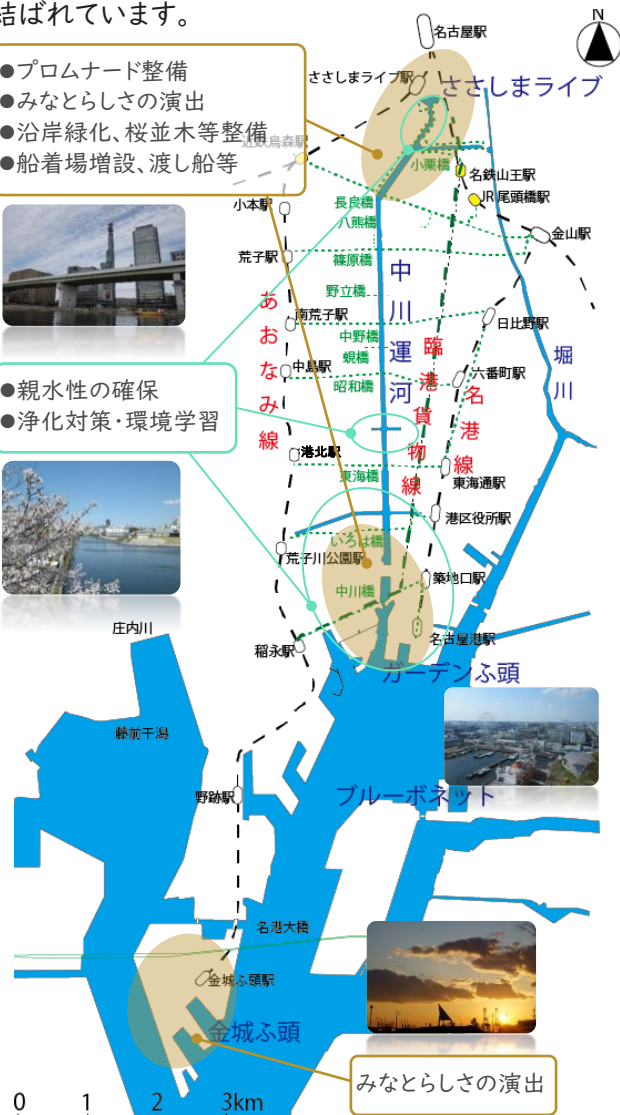 結ばれています。
N
名古屋駅
ささしまライブ駅
ささしまライブ
●プロムナード整備
●みなとらしさの演出
●沿岸緑化、桜並木等整備
●船着場増設、渡し船等
近鉄烏森駅
小栗橋
名鉄山王駅
JR尾頭橋駅
小本駅
長良橋
八熊橋
金山駅
荒子駅
篠原橋
野立橋
中川運河
あおなみ線
南荒子駅
日比野駅
中野橋
臨港貨物線
蜆橋
堀川
中島駅
六番町駅
昭和橋
名港線
●親水性の確保
●浄化対策・環境学習
港北駅
東海橋
東海通駅
港区役所駅
いろは橋
荒子川公園駅
築地口駅
中川橋
庄内川
名古屋港駅
稲永駅
ガーデンふ頭
藤前干潟
野跡駅
ブルーボネット
名港大橋
金城ふ頭駅
金城ふ頭
みなとらしさの演出
0 1 2 3km